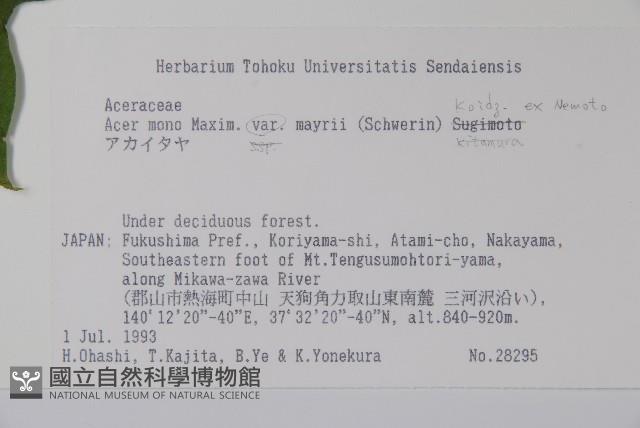 Herbarium Tohoku Universitatis Sendaiensis
Aceraceae
Koidz. ex Nemoto
Acer mono Maxim. var. mayrii (Schwerin) Sugimoto
アカイタヤ ssp. kitamura
Under deciduous forest.
JAPAN: Fukushima Pref., Koriyama-shi, Atami-cho, Nakayama,
Southeastern foot of Mt.Tengusumohtori-yama,
along Mikawa-zawa River
(郡山市熱海町中山 天狗角力取山東南麓 三河沢沿い),
140°12'20"-40"E, 37°32'20"-40"N, alt.840-920m.
1 Jul. 1993
H.Ohashi, T.Kajita, B.Ye & K.Yonekura No.28295
國立自然科學博物館
NATIONAL MUSEUM OF NATURAL SCIENCE